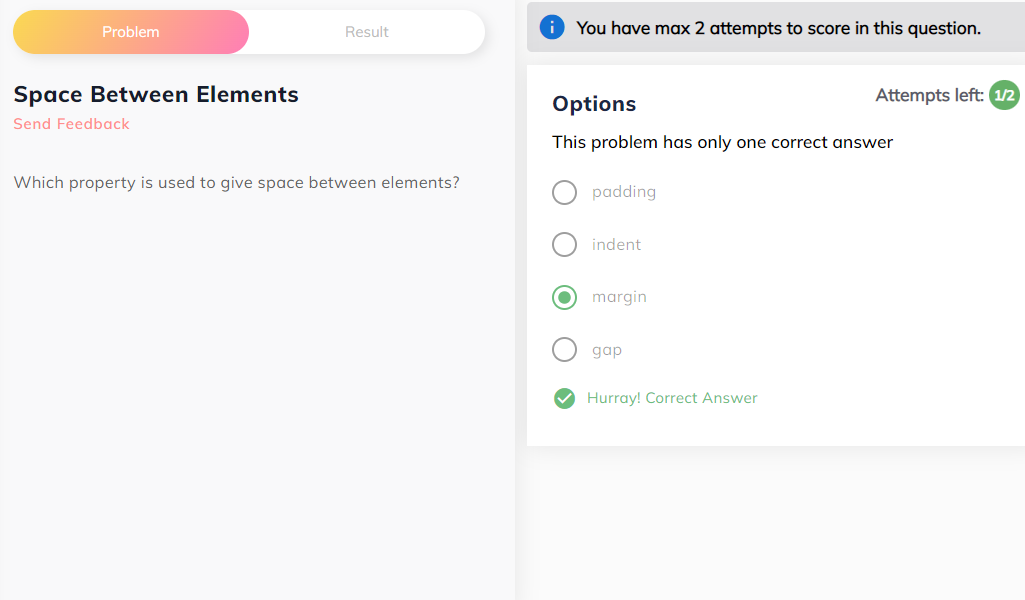 Problem
Result
Space Between Elements
Send Feedback
Which property is used to give space between elements?
i
You have max 2 attempts to score in this question.
Options
Attempts left: 1/2
This problem has only one correct answer
padding
indent
margin
gap
Hurray! Correct Answer